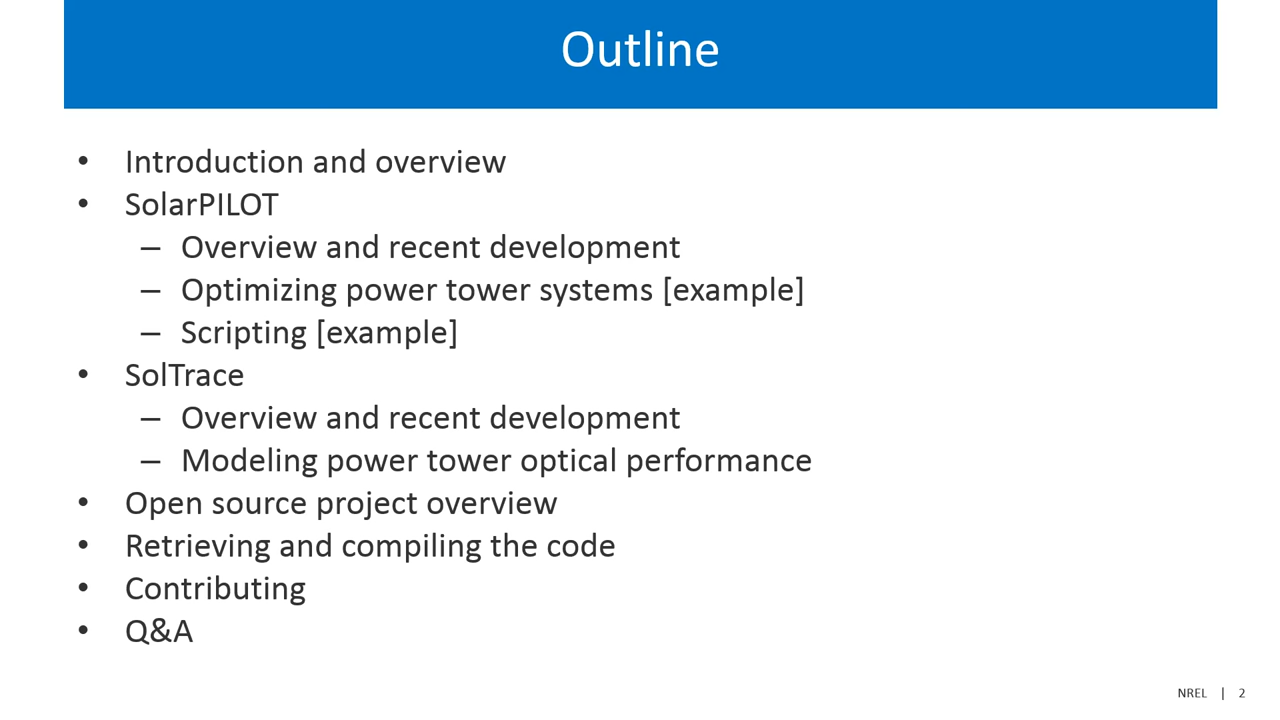 Outline
• Introduction and overview
• SolarPILOT
– Overview and recent development
– Optimizing power tower systems [example]
– Scripting [example]
• SolTrace
– Overview and recent development
– Modeling power tower optical performance
• Open source project overview
• Retrieving and compiling the code
• Contributing
• Q&A
NREL | 2